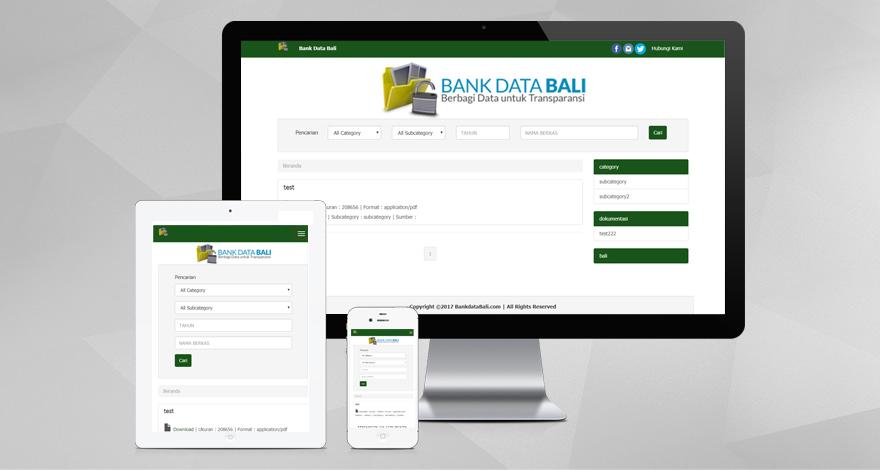 Bank Data Bali
Hubungi Kami
BANK DATA BALI
Berbagi Data untuk Transparansi
Pencarian
All Category
All Subcategory
TAHUN
NAMA BERKAS
Cari
Beranda
test
Ukuran : 208656 | Format : application/pdf
| Subcategory : subcategory | Sumber :
1
category
subcategory
subcategory2
dokumentasi
test222
bali
Copyright ©2017 BankdataBali.com | All Rights Reserved
BANK DATA BALI
Berbagi Data untuk Transparansi
Pencarian
All Category
All Subcategory
TAHUN
NAMA BERKAS
Cari
Beranda
test
Download | Ukuran : 208656 | Format : application/pdf
BANK DATA BALI